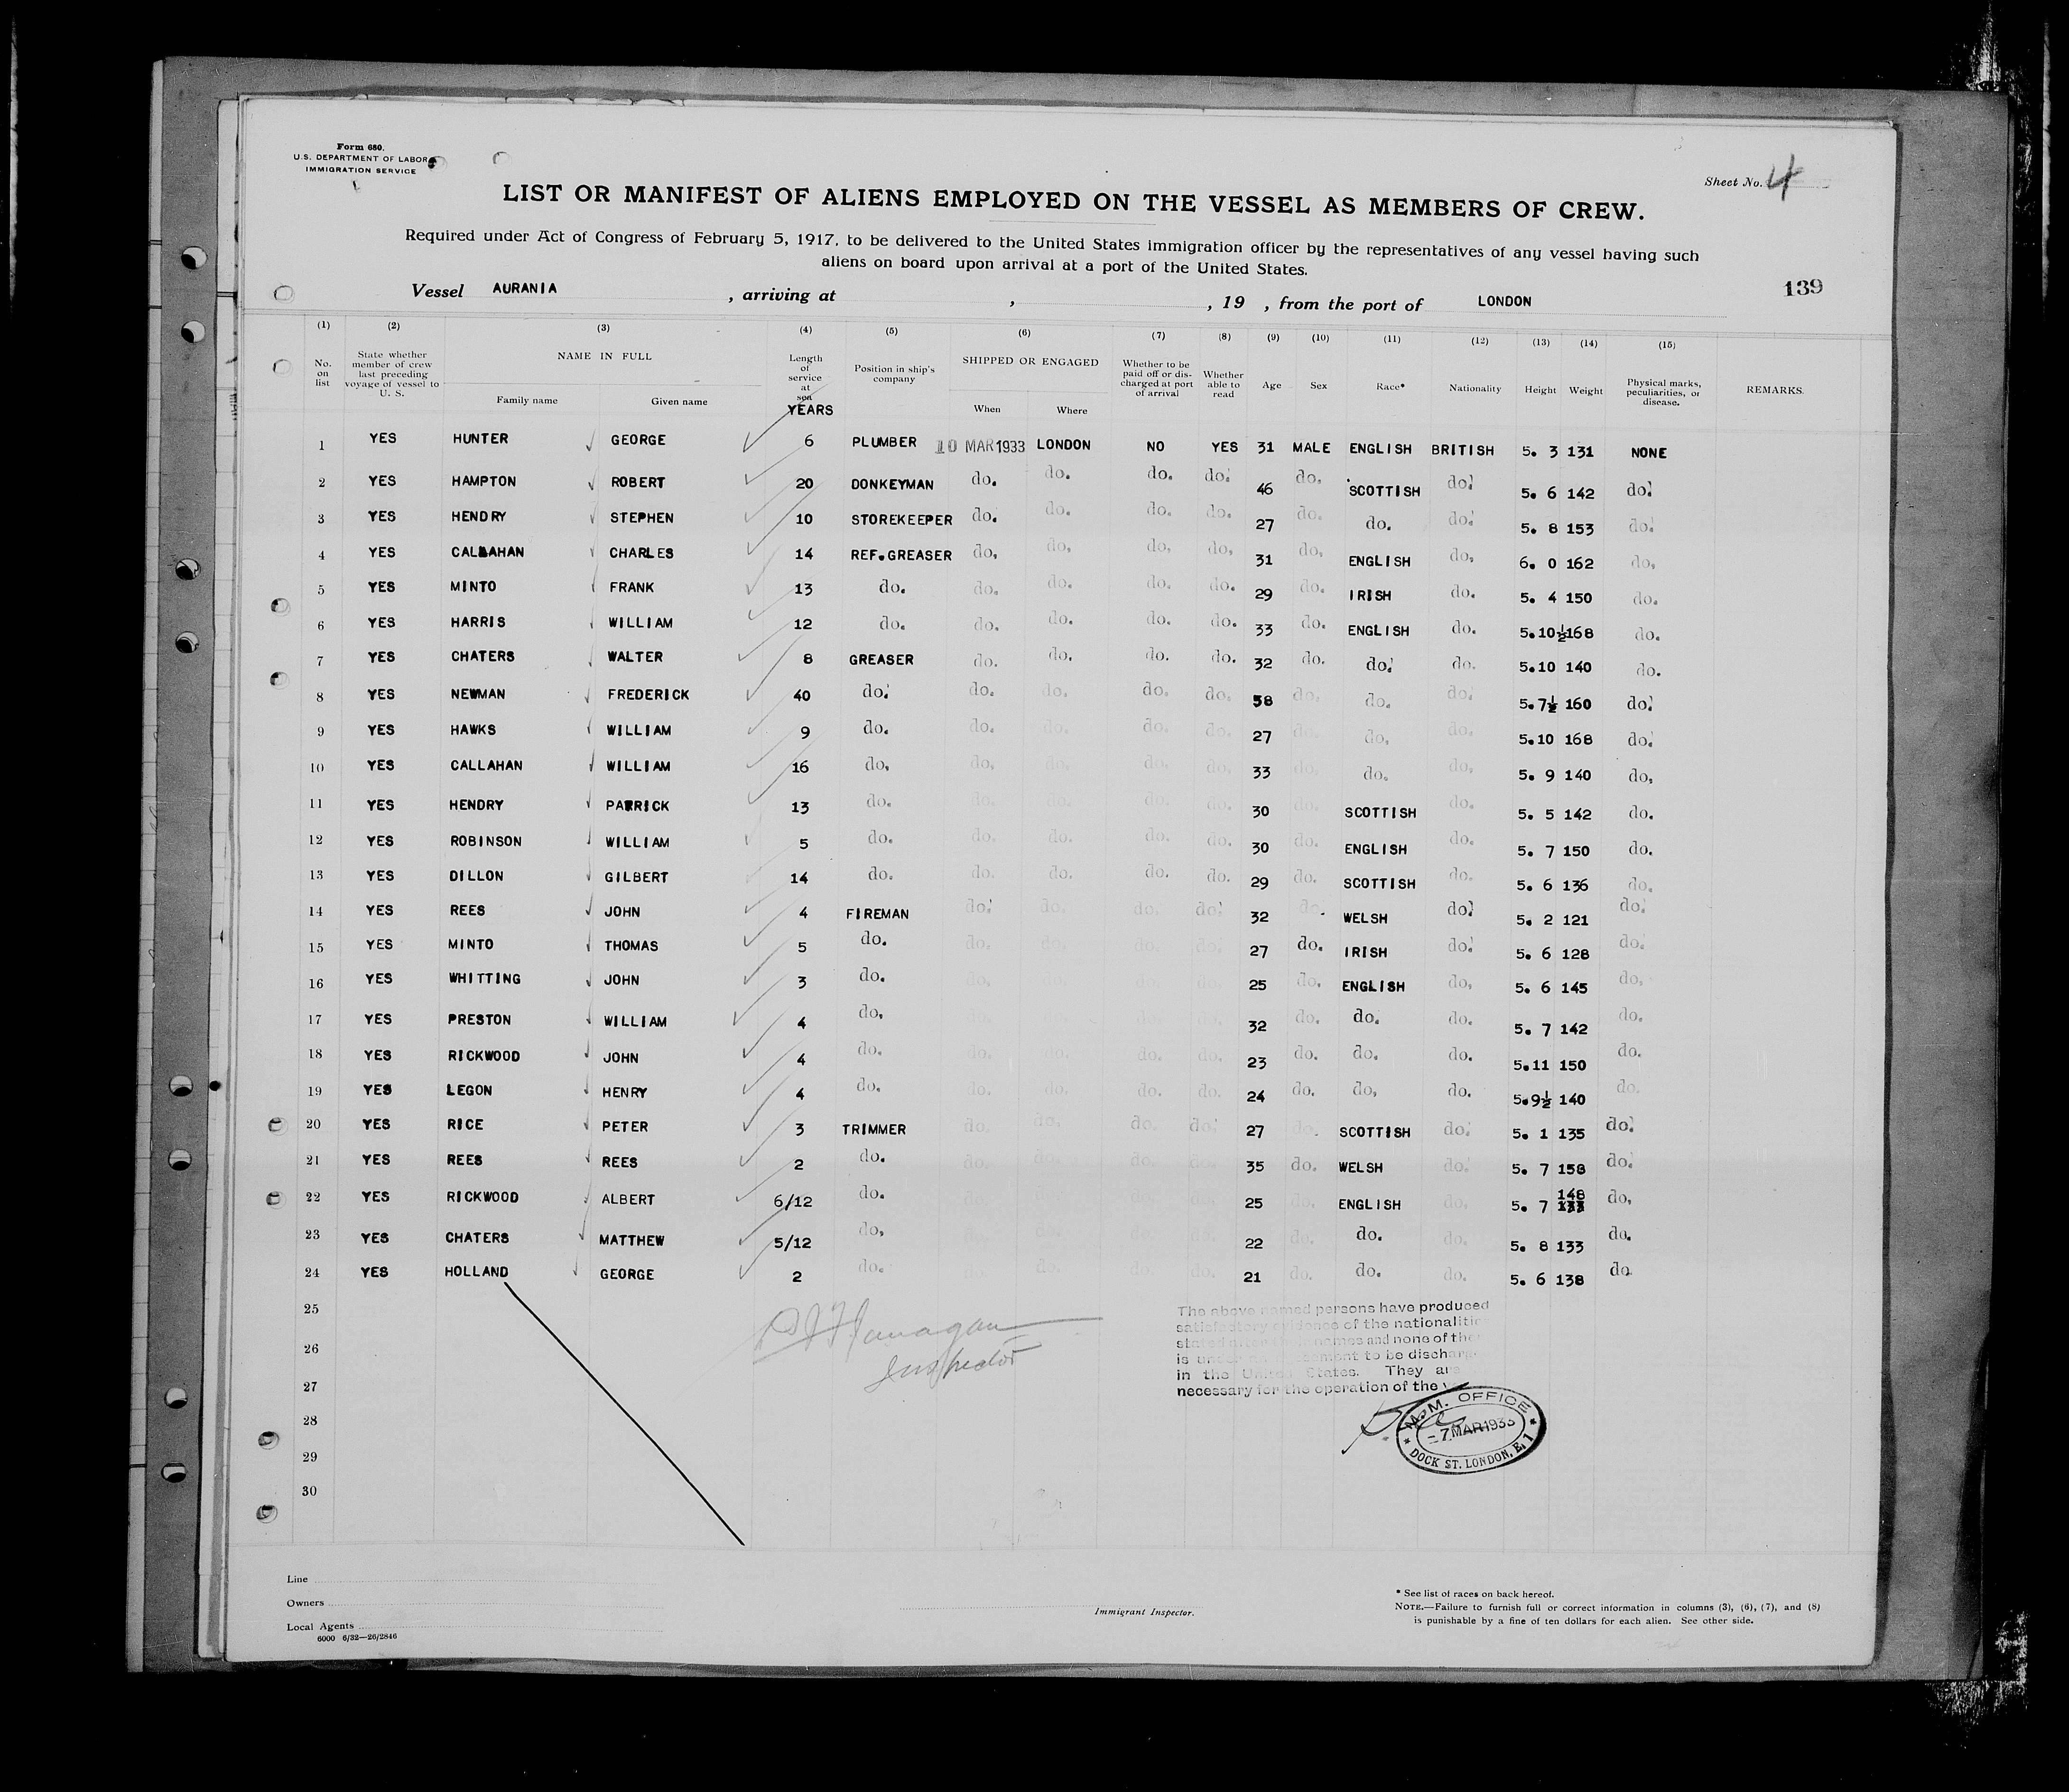 Form 680.
U.S. DEPARTMENT OF LABOR
IMMIGRATION SERVICE
Sheet No. 4
LIST OR MANIFEST OF ALIENS EMPLOYED ON THE VESSEL AS MEMBERS OF CREW.
Required under Act of Congress of February 5, 1917, to be delivered to the United States immigration officer by the representatives of any vessel having such
aliens on board upon arrival at a port of the United States.
139
Vessel AURANIA , arriving at , , 19 , from the port of LONDON
(1) (2) (3) (4) (5) (6) (7) (8) (9) (10) (11) (12) (13) (14) (15)
No. on list State whether member of crew last preceding voyage of vessel to U. S. NAME IN FULL Family name Given name Length of service at sea YEARS Position in ship's company SHIPPED OR ENGAGED When Where Whether to be paid off or discharged at port of arrival Whether able to read Age Sex Race* Nationality Height Weight Physical marks, peculiarities, or disease. REMARKS.
1 YES HUNTER GEORGE 6 PLUMBER 10 MAR 1933 LONDON NO YES 31 MALE ENGLISH BRITISH 5. 3 131 NONE
2 YES HAMPTON ROBERT 20 DONKEYMAN do. do. do. do. 46 do. SCOTTISH do. 5. 6 142 do.
3 YES HENDRY STEPHEN 10 STOREKEEPER do. do. do. do. 27 do. do. do. 5. 8 153 do.
4 YES CALLAHAN CHARLES 14 REF.GREASER do. do. do. do. 31 do. ENGLISH do. 6. 0 162 do.
5 YES MINTO FRANK 13 do. do. do. do. do. 29 do. IRISH do. 5. 4 150 do.
6 YES HARRIS WILLIAM 12 do. do. do. do. do. 33 do. ENGLISH do. 5.10½ 168 do.
7 YES CHATERS WALTER 8 GREASER do. do. do. do. 32 do. do. do. 5.10 140 do.
8 YES NEWMAN FREDERICK 40 do. do. do. do. do. 58 do. do. do. 5.7½ 160 do.
9 YES HAWKS WILLIAM 9 do. do. do. do. do. 27 do. do. do. 5.10 168 do.
10 YES CALLAHAN WILLIAM 16 do. do. do. do. do. 33 do. do. do. 5. 9 140 do.
11 YES HENDRY PATRICK 13 do. do. do. do. do. 30 do. SCOTTISH do. 5. 5 142 do.
12 YES ROBINSON WILLIAM 5 do. do. do. do. do. 30 do. ENGLISH do. 5. 7 150 do.
13 YES DILLON GILBERT 14 do. do. do. do. do. 29 do. SCOTTISH do. 5. 6 136 do.
14 YES REES JOHN 4 FIREMAN do. do. do. do. 32 do. WELSH do. 5. 2 121 do.
15 YES MINTO THOMAS 5 do. do. do. do. do. 27 do. IRISH do. 5. 6 128 do.
16 YES WHITTING JOHN 3 do. do. do. do. do. 25 do. ENGLISH do. 5. 6 145 do.
17 YES PRESTON WILLIAM 4 do. do. do. do. do. 32 do. do. do. 5. 7 142 do.
18 YES RICKWOOD JOHN 4 do. do. do. do. do. 23 do. do. do. 5.11 150 do.
19 YES LEGON HENRY 4 do. do. do. do. do. 24 do. do. do. 5.9½ 140 do.
20 YES RICE PETER 3 TRIMMER do. do. do. do. 27 do. SCOTTISH do. 5. 1 135 do.
21 YES REES REES 2 do. do. do. do. do. 35 do. WELSH do. 5. 7 158 do.
22 YES RICKWOOD ALBERT 6/12 do. do. do. do. do. 25 do. ENGLISH do. 5. 7 148 133 do.
23 YES CHATERS MATTHEW 5/12 do. do. do. do. do. 22 do. do. do. 5. 8 133 do.
24 YES HOLLAND GEORGE 2 do. do. do. do. do. 21 do. do. do. 5. 6 138 do
25
26
27
28
29
30
Flanagan
Inspector
The above named persons have produced
satisfactory evidence of the nationalitie
stated after their names and none of the
is under agreement to be discharg
in the United States. They are
necessary for the operation of the v
M.M. OFFICE
-7 MAR 1933
DOCK ST. LONDON, E.1
Line
Owners
Local Agents
6000 6/32—26/2846
Immigrant Inspector.
* See list of races on back hereof.
NOTE.—Failure to furnish full or correct information in columns (3), (6), (7), and (8)
is punishable by a fine of ten dollars for each alien. See other side.